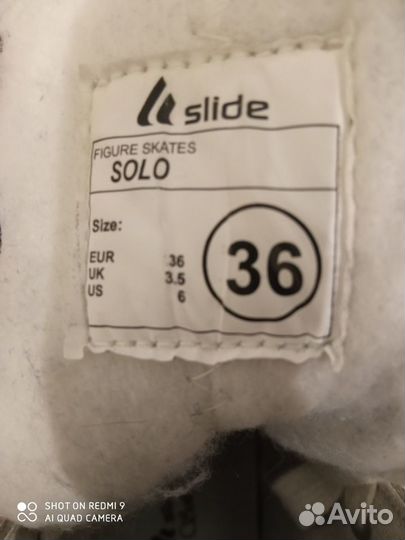 slide
FIGURE SKATES
SOLO
Size:
EUR 36
UK 3.5
US 6
36
SHOT ON REDMI 9
AI QUAD CAMERA
Avito